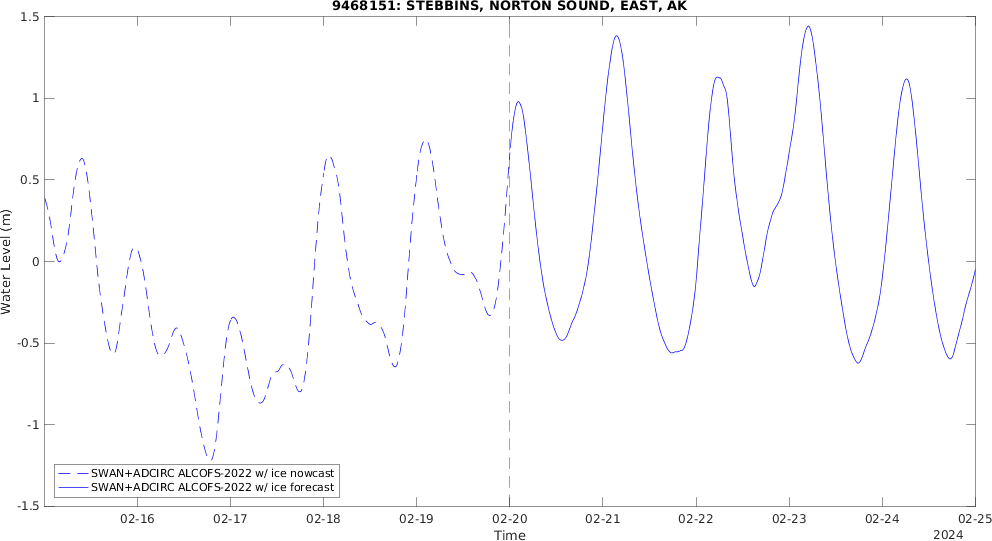 9468151: STEBBINS, NORTON SOUND, EAST, AK
Water Level (m)
1.5
1
0.5
0
-0.5
-1
-1.5
SWAN+ADCIRC ALCOFS-2022 w/ ice nowcast
SWAN+ADCIRC ALCOFS-2022 w/ ice forecast
02-16 02-17 02-18 02-19 02-20 02-21 02-22 02-23 02-24 02-25
Time
2024